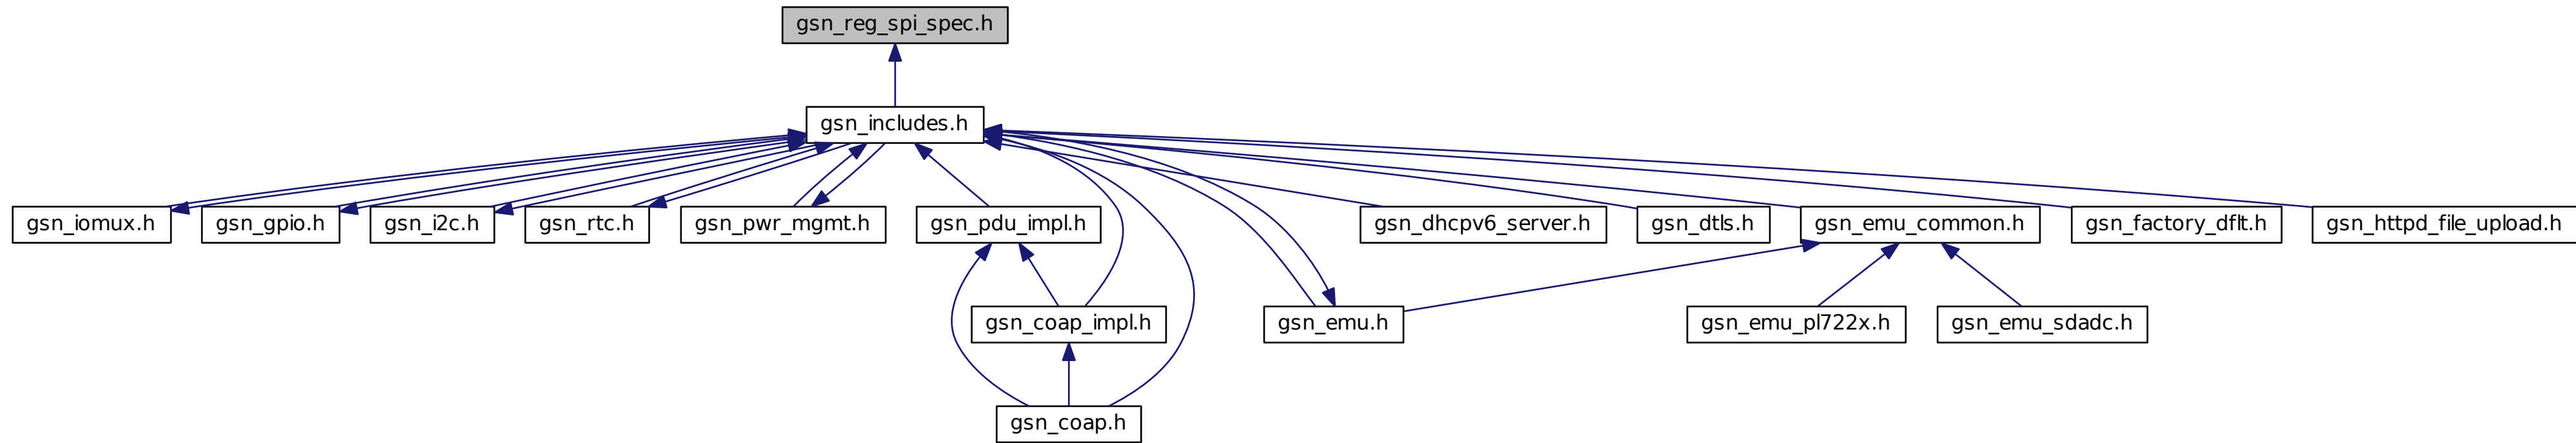 gsn_reg_spi_spec.h
gsn_includes.h
gsn_iomux.h
gsn_gpio.h
gsn_i2c.h
gsn_rtc.h
gsn_pwr_mgmt.h
gsn_pdu_impl.h
gsn_dhcpv6_server.h
gsn_dtls.h
gsn_emu_common.h
gsn_factory_dflt.h
gsn_httpd_file_upload.h
gsn_coap_impl.h
gsn_emu.h
gsn_emu_pl722x.h
gsn_emu_sdadc.h
gsn_coap.h